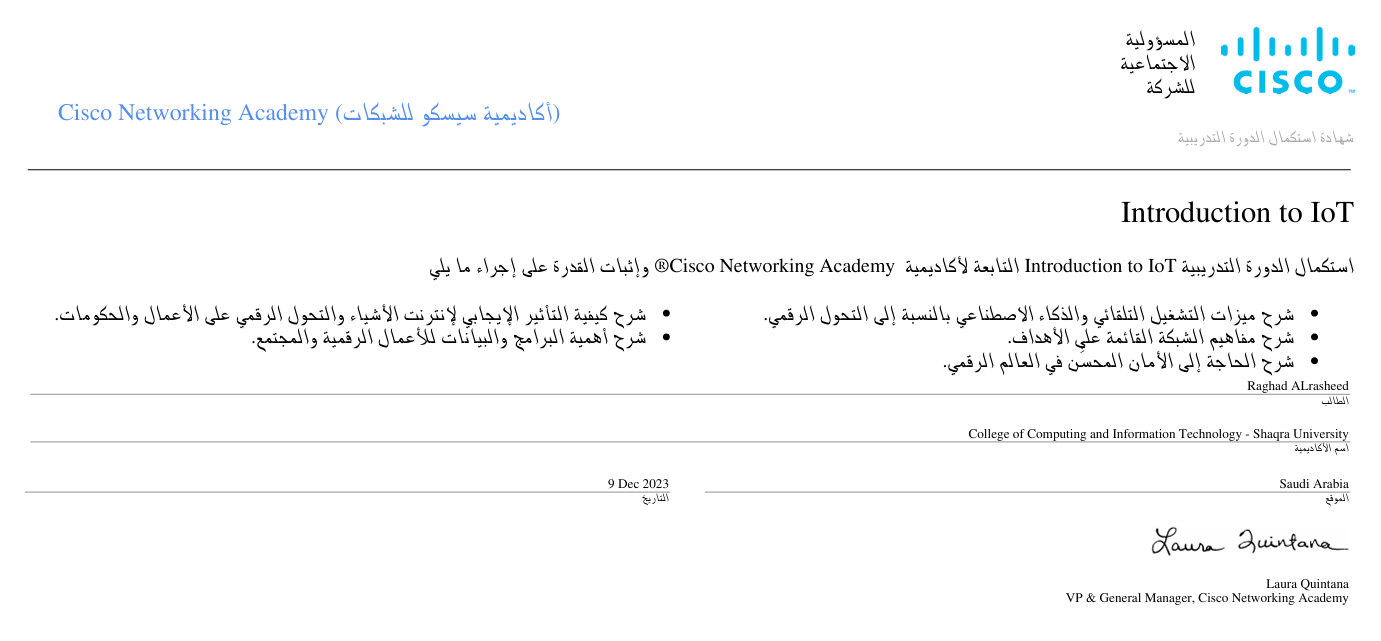 المسؤولية
الاجتماعية
للشركة
CISCO
TM
Cisco Networking Academy (أكاديمية سيسكو للشبكات)
شهادة استكمال الدورة التدريبية
Introduction to IoT
استكمال الدورة التدريبية Introduction to IoT التابعة لأكاديمية Cisco Networking Academy® وإثبات القدرة على إجراء ما يلي
• شرح ميزات التشغيل التلقائي والذكاء الاصطناعي بالنسبة إلى التحول الرقمي.
• شرح مفاهيم الشبكة القائمة على الأهداف.
• شرح الحاجة إلى الأمان المحسَّن في العالم الرقمي.
• شرح كيفية التأثير الإيجابي لإنترنت الأشياء والتحول الرقمي على الأعمال والحكومات.
• شرح أهمية البرامج والبيانات للأعمال الرقمية والمجتمع.
Raghad ALrasheed
الطالب
College of Computing and Information Technology - Shaqra University
اسم الأكاديمية
Saudi Arabia
الموقع
9 Dec 2023
التاريخ
Laura Quintana
Laura Quintana
VP & General Manager, Cisco Networking Academy